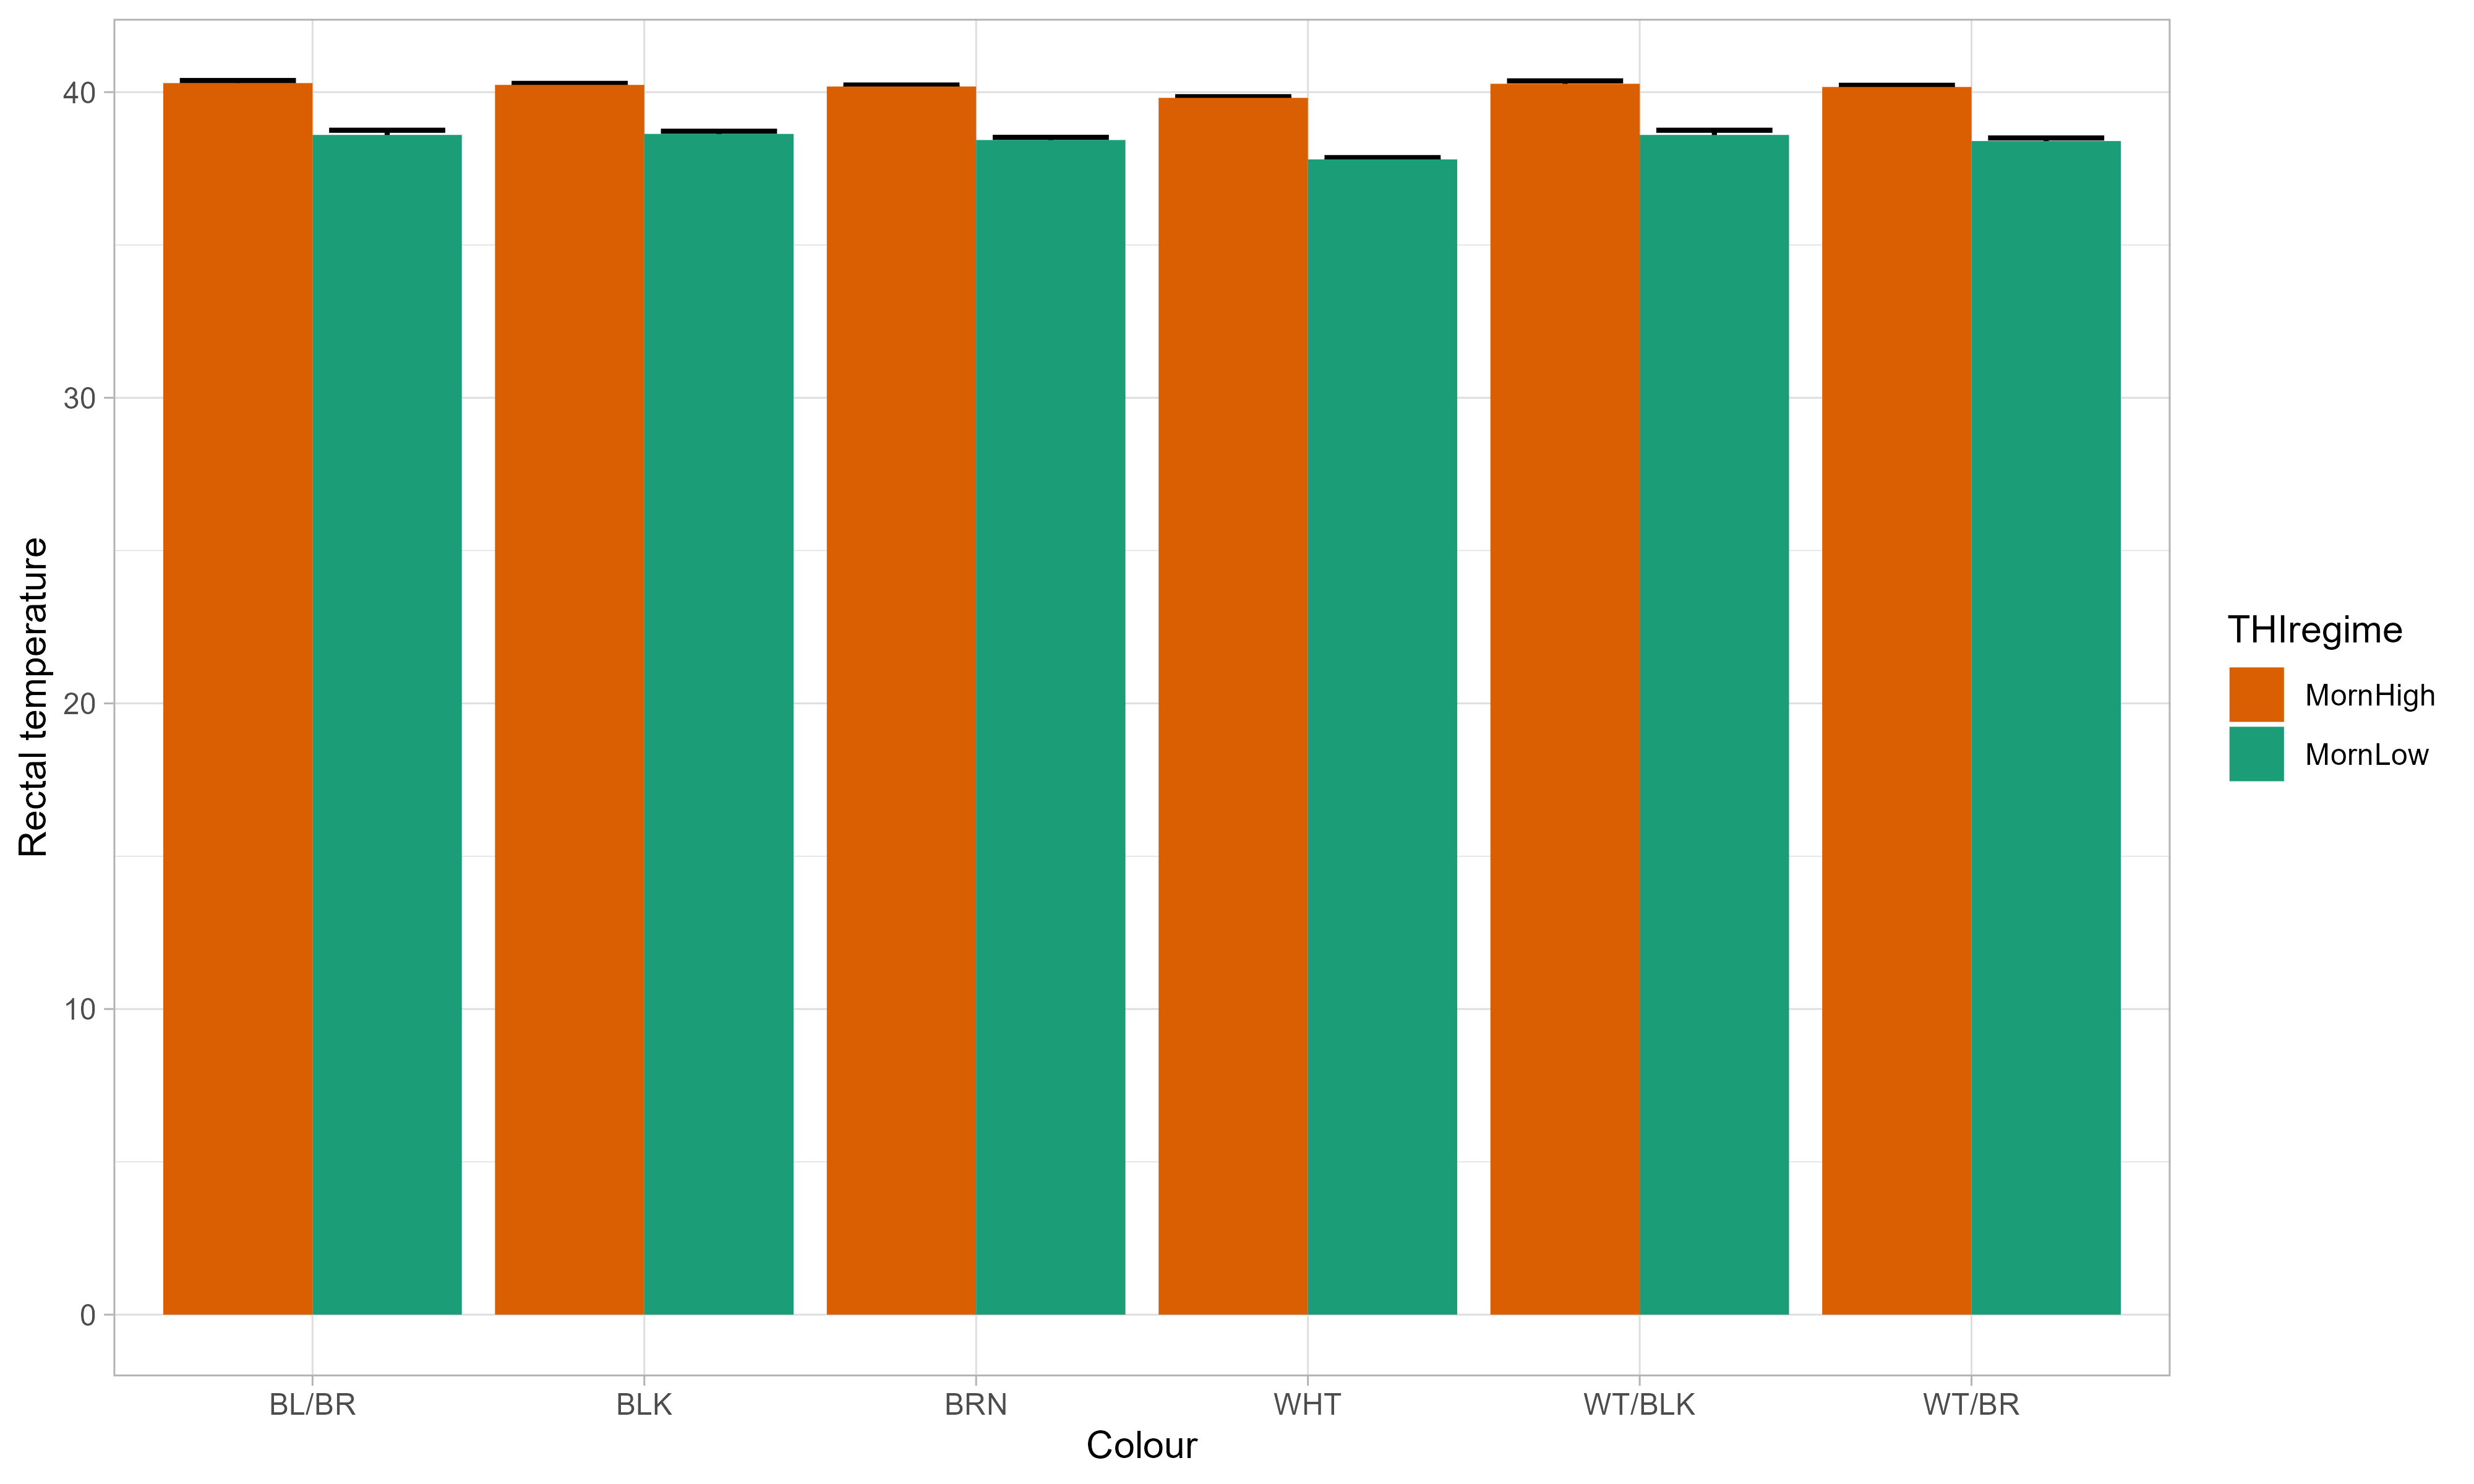 Rectal temperature
40
30
20
10
0
BL/BR
BLK
BRN
WHT
WT/BLK
WT/BR
Colour
THIregime
MornHigh
MornLow